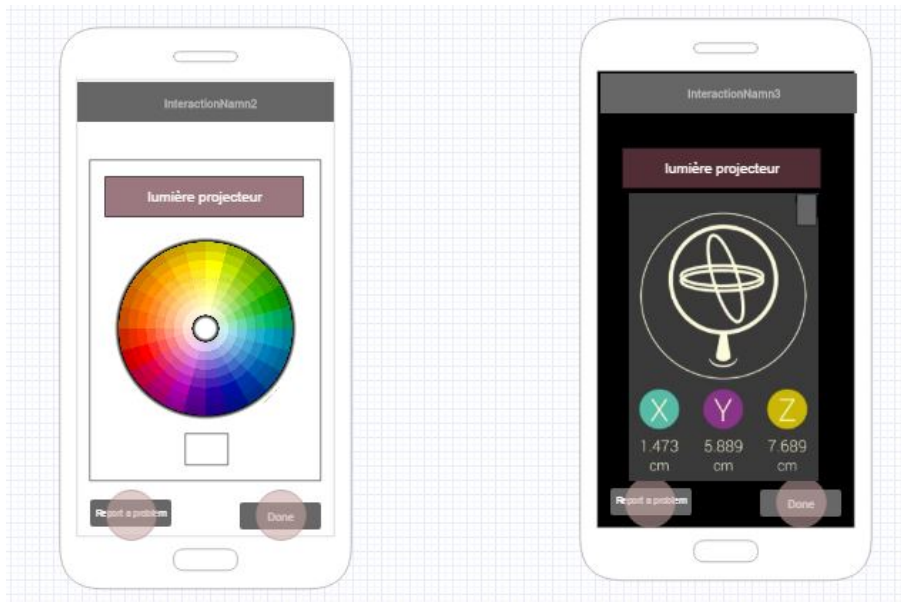 InteractionNamn2
lumière projecteur
Report a problem
Done
InteractionNamn3
lumière projecteur
X Y Z
1.473 5.889 7.689
cm cm cm
Report a problem
Done